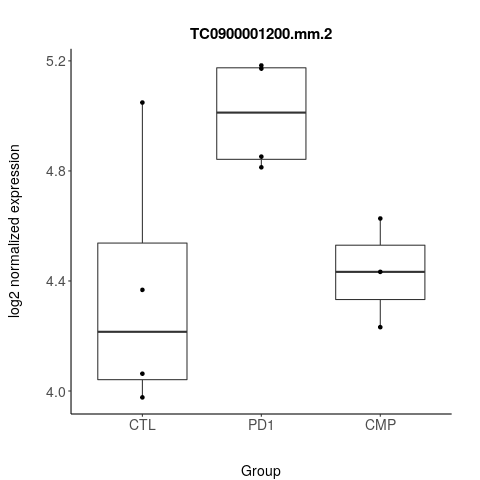 TC0900001200.mm.2
log2 normalized expression
5.2
4.8
4.4
4.0
CTL
PD1
CMP
Group